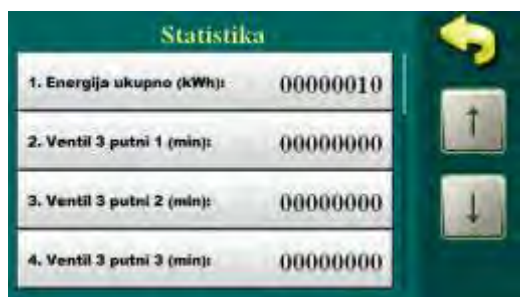 Statistika
1. Energija ukupno (kWh): 00000010
2. Ventil 3 putni 1 (min): 00000000
3. Ventil 3 putni 2 (min): 00000000
4. Ventil 3 putni 3 (min): 00000000